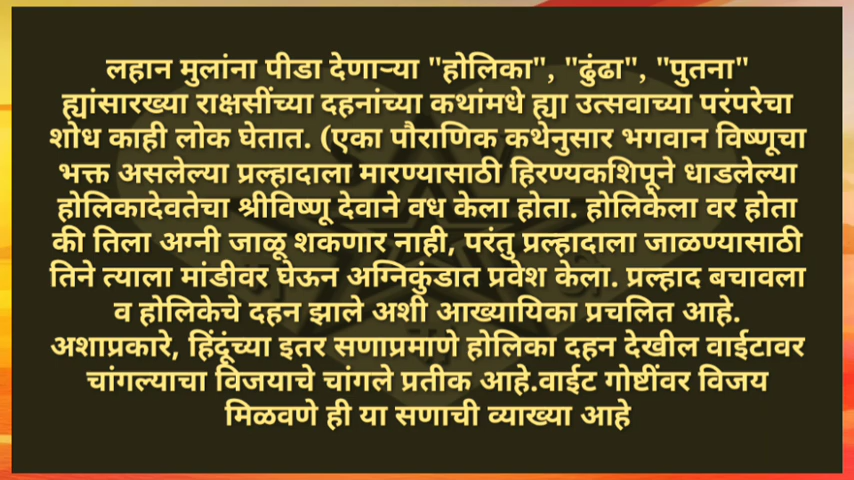 लहान मुलांना पीडा देणाऱ्या "होलिका", "ढुंढा", "पुतना"
ह्यांसारख्या राक्षसींच्या दहनांच्या कथांमधे ह्या उत्सवाच्या परंपरेचा
शोध काही लोक घेतात. (एका पौराणिक कथेनुसार भगवान विष्णूचा
भक्त असलेल्या प्रल्हादाला मारण्यासाठी हिरण्यकशिपूने धाडलेल्या
होलिकादेवतेचा श्रीविष्णू देवाने वध केला होता. होलिकेला वर होता
की तिला अग्नी जाळू शकणार नाही, परंतु प्रल्हादाला जाळण्यासाठी
तिने त्याला मांडीवर घेऊन अग्निकुंडात प्रवेश केला. प्रल्हाद बचावला
व होलिकेचे दहन झाले अशी आख्यायिका प्रचलित आहे.
अशाप्रकारे, हिंदूंच्या इतर सणाप्रमाणे होलिका दहन देखील वाईटावर
चांगल्याचा विजयाचे चांगले प्रतीक आहे.वाईट गोष्टींवर विजय
मिळवणे ही या सणाची व्याख्या आहे